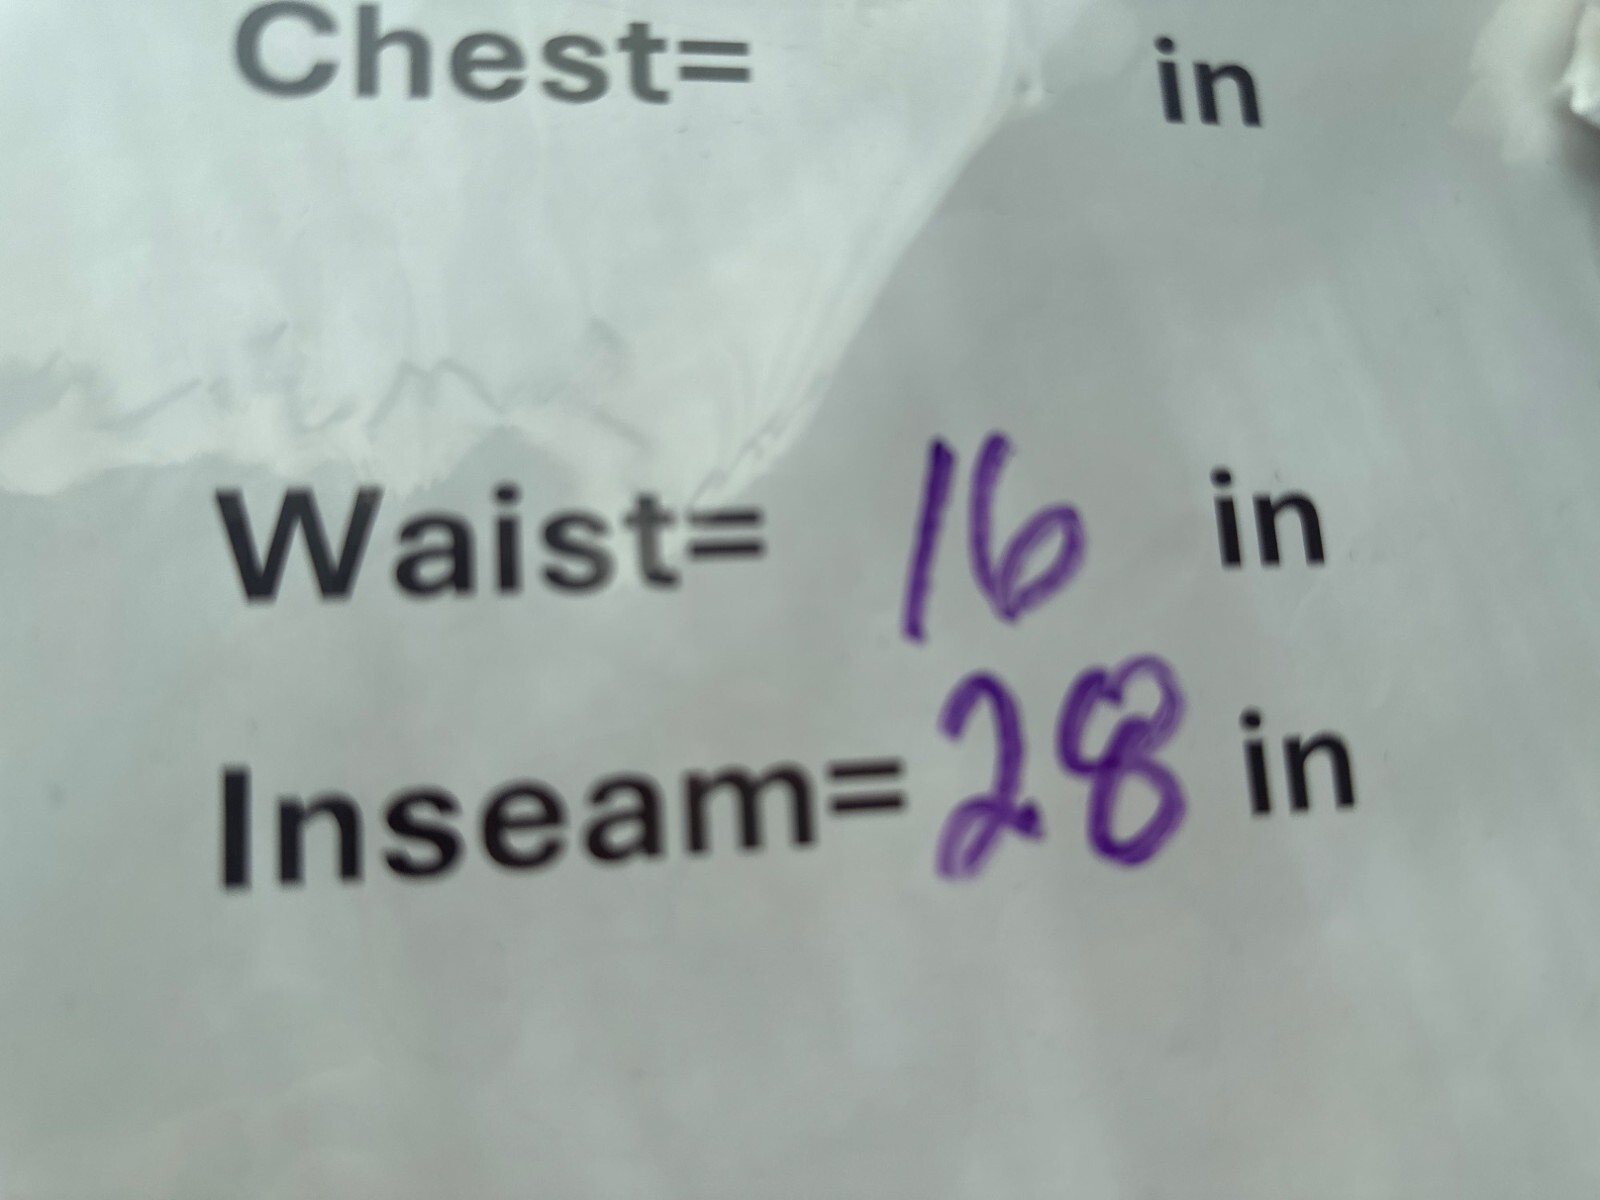 Chest= in
Waist= 16 in
Inseam= 28 in